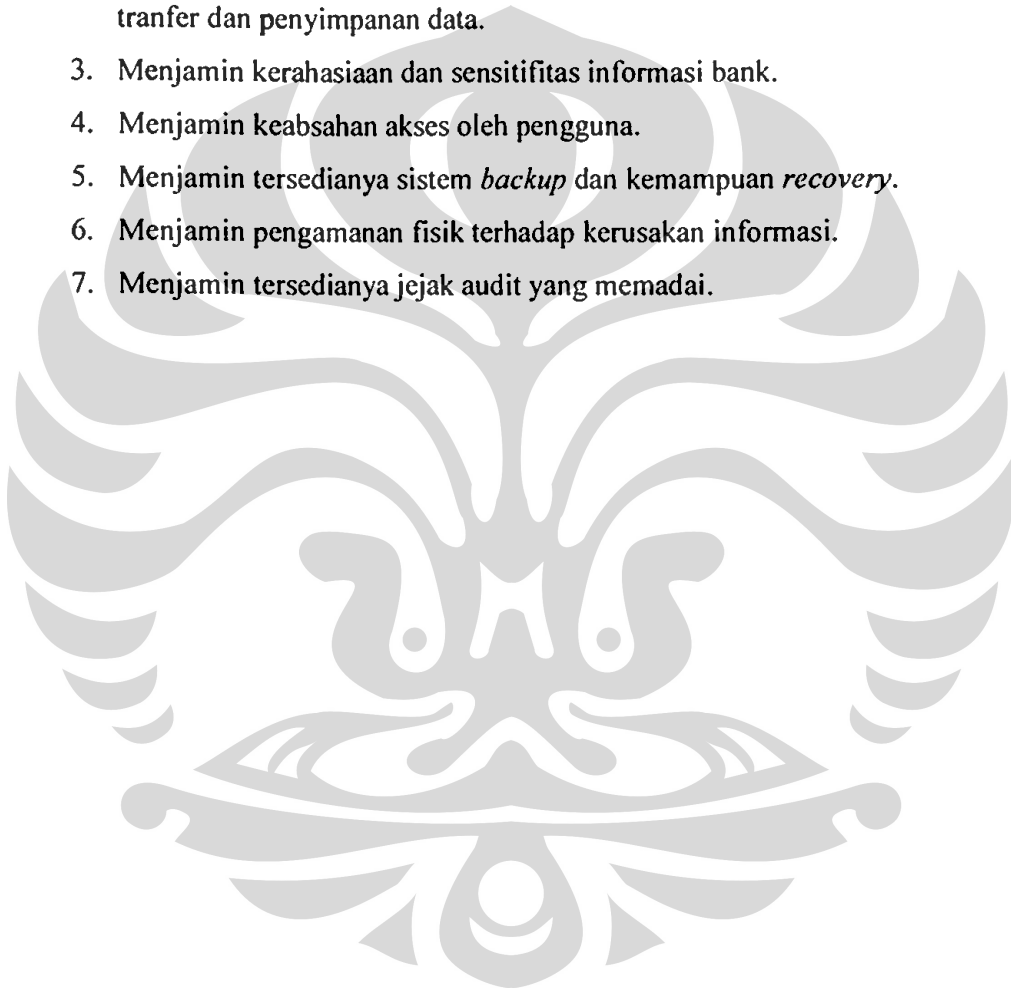 tranfer dan penyimpanan data.
3. Menjamin kerahasiaan dan sensitifitas informasi bank.
4. Menjamin keabsahan akses oleh pengguna.
5. Menjamin tersedianya sistem backup dan kemampuan recovery.
6. Menjamin pengamanan fisik terhadap kerusakan informasi.
7. Menjamin tersedianya jejak audit yang memadai.